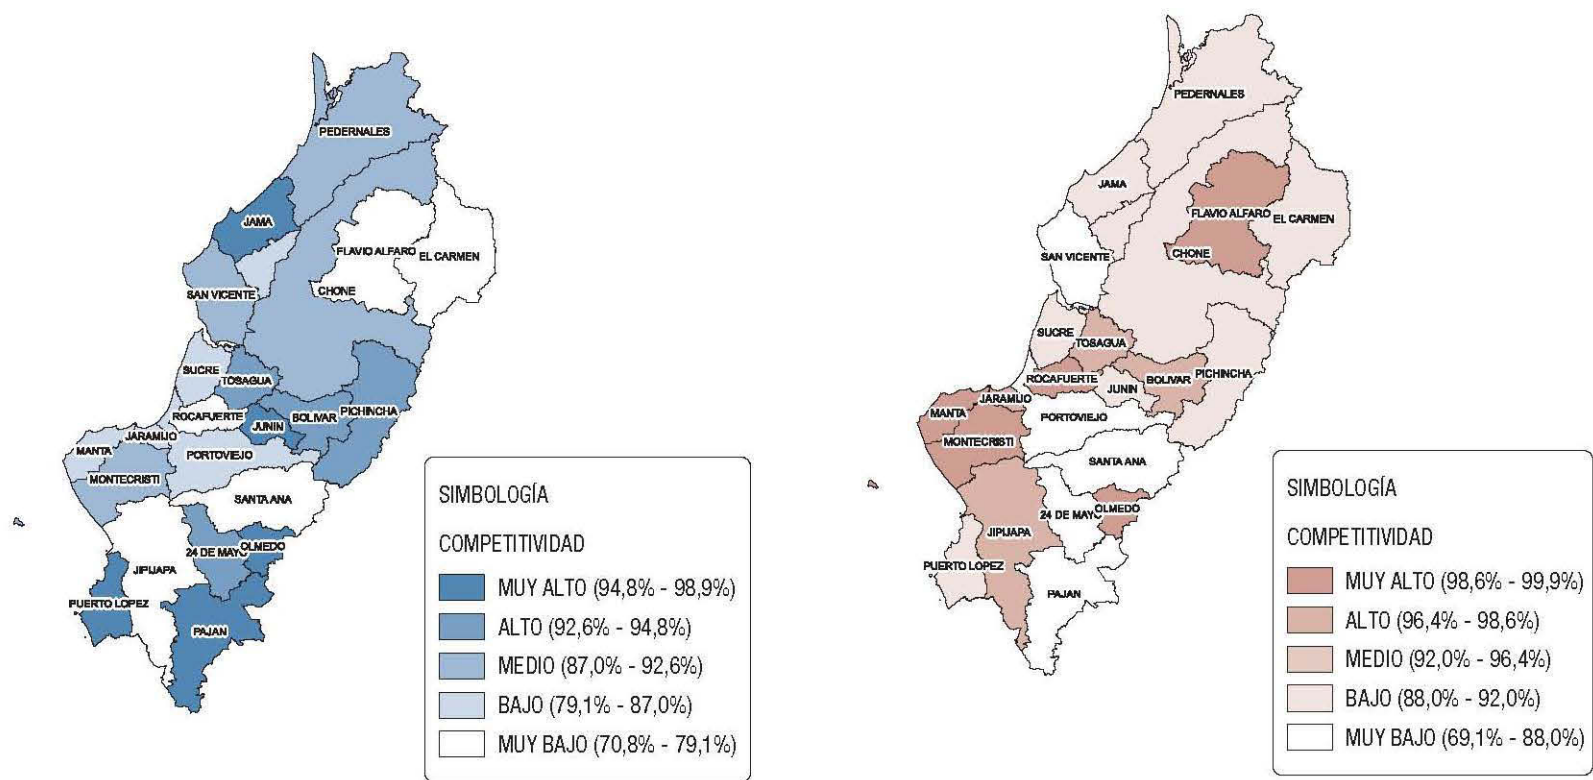 PEDERNALES
JAMA
FLAVIO ALFARO
EL CARMEN
SAN VICENTE
CHONE
SUCRE
TOSAGUA
ROCAFUERTE
JUNIN
BOLIVAR
PICHINCHA
JARAMIJO
MANTA
PORTOVIEJO
MONTECRISTI
SANTA ANA
24 DE MAYO
OLMEDO
JIPIJAPA
PUERTO LOPEZ
PAJAN
SIMBOLOGÍA
COMPETITIVIDAD
MUY ALTO (94,8% - 98,9%)
ALTO (92,6% - 94,8%)
MEDIO (87,0% - 92,6%)
BAJO (79,1% - 87,0%)
MUY BAJO (70,8% - 79,1%)
PEDERNALES
JAMA
FLAVIO ALFARO
EL CARMEN
SAN VICENTE
CHONE
SUCRE
TOSAGUA
ROCAFUERTE
JUNIN
BOLIVAR
PICHINCHA
JARAMIJO
MANTA
PORTOVIEJO
MONTECRISTI
SANTA ANA
24 DE MAYO
OLMEDO
JIPIJAPA
PUERTO LOPEZ
PAJAN
SIMBOLOGÍA
COMPETITIVIDAD
MUY ALTO (98,6% - 99,9%)
ALTO (96,4% - 98,6%)
MEDIO (92,0% - 96,4%)
BAJO (88,0% - 92,0%)
MUY BAJO (69,1% - 88,0%)